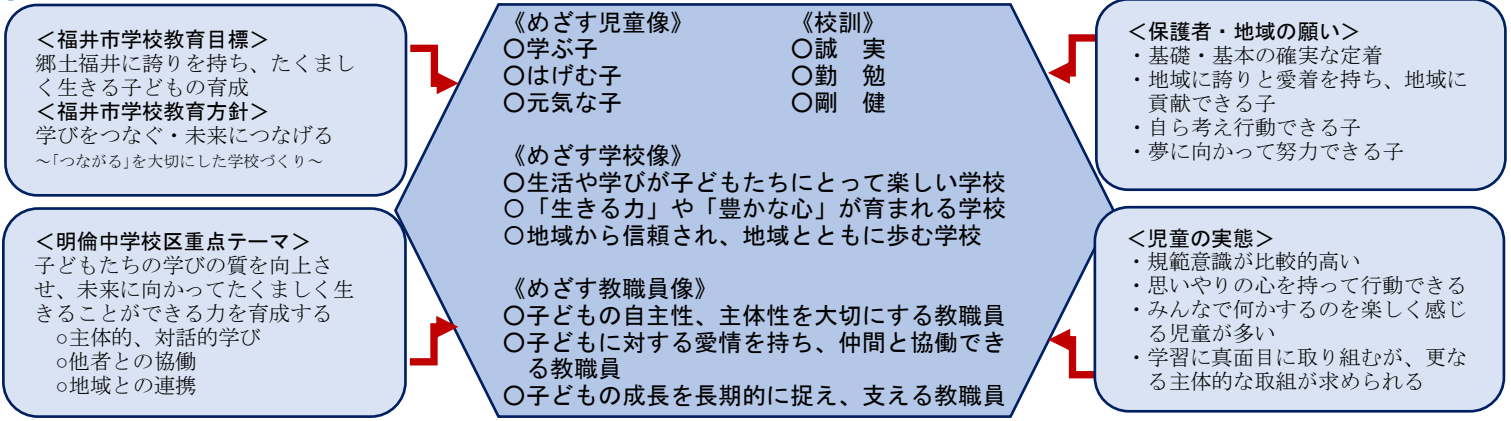 ＜福井市学校教育目標＞
郷土福井に誇りを持ち、たくまし
く生きる子どもの育成
＜福井市学校教育方針＞
学びをつなぐ・未来につなげる
～「つながる」を大切にした学校づくり～
＜明倫中学校区重点テーマ＞
子どもたちの学びの質を向上さ
せ、未来に向かってたくましく生
きることができる力を育成する
○主体的、対話的学び
○他者との協働
○地域との連携
《めざす児童像》　《校訓》
〇学ぶ子　〇誠　実
〇はげむ子　〇勤　勉
〇元気な子　〇剛　健
《めざす学校像》
〇生活や学びが子どもたちにとって楽しい学校
〇「生きる力」や「豊かな心」が育まれる学校
〇地域から信頼され、地域とともに歩む学校
《めざす教職員像》
〇子どもの自主性、主体性を大切にする教職員
〇子どもに対する愛情を持ち、仲間と協働でき
る教職員
〇子どもの成長を長期的に捉え、支える教職員
＜保護者・地域の願い＞
・基礎・基本の確実な定着
・地域に誇りと愛着を持ち、地域に
貢献できる子
・自ら考え行動できる子
・夢に向かって努力できる子
＜児童の実態＞
・規範意識が比較的高い
・思いやりの心を持って行動できる
・みんなで何かするのを楽しく感じ
る児童が多い
・学習に真面目に取り組むが、更な
る主体的な取組が求められる